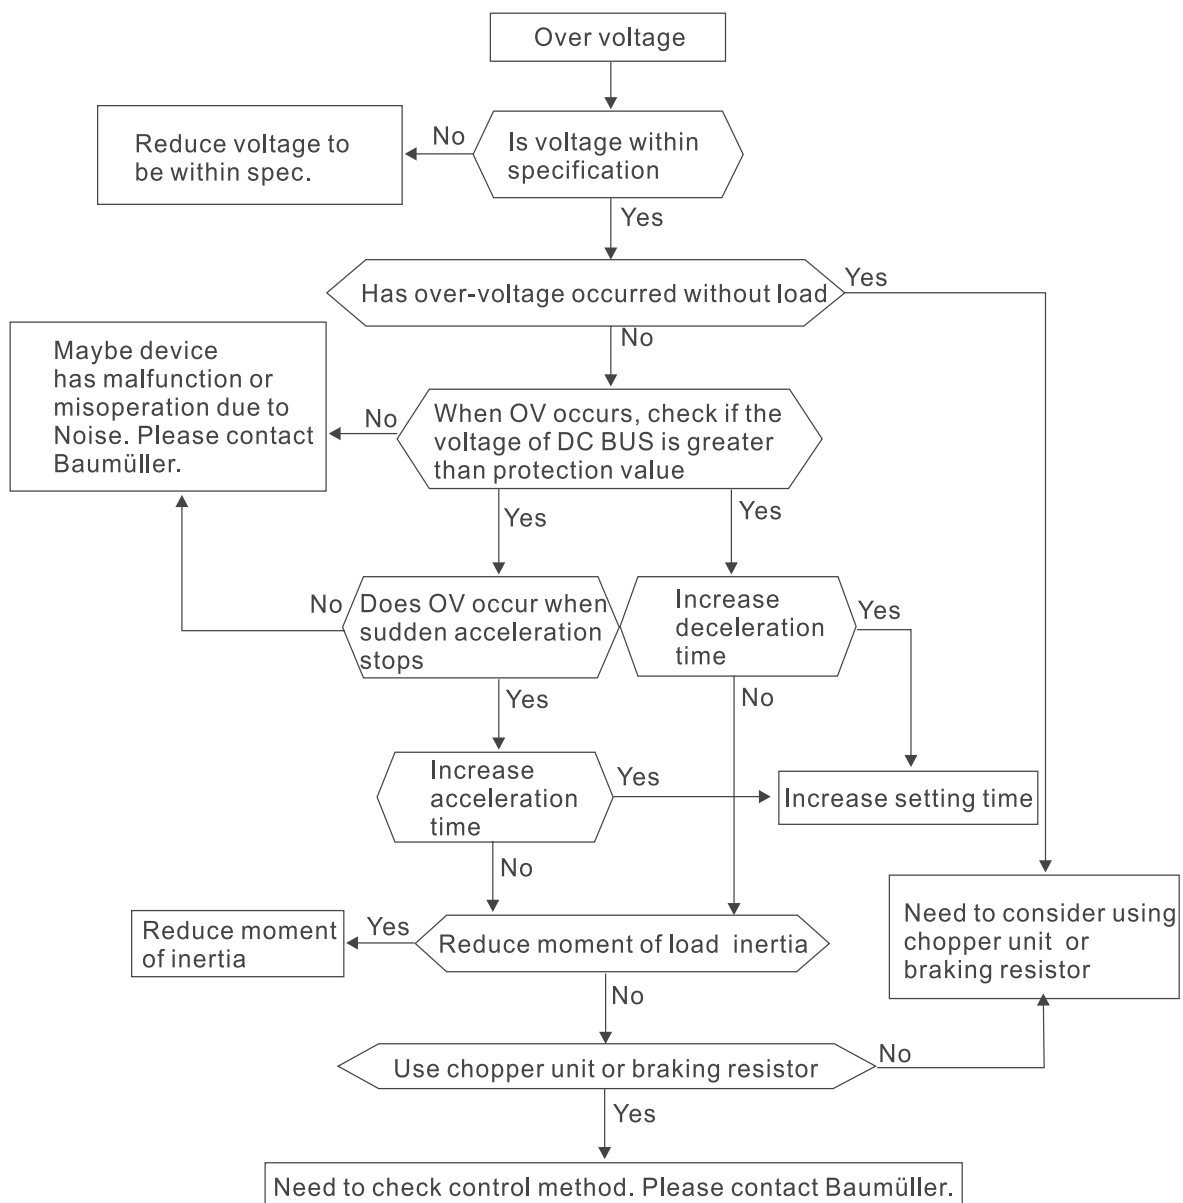 Over voltage
No
Reduce voltage to
be within spec.
Is voltage within
specification
Yes
Has over-voltage occurred without load
Yes
No
Maybe device
has malfunction or
misoperation due to
Noise. Please contact
Baumüller.
No
When OV occurs, check if the
voltage of DC BUS is greater
than protection value
Yes
Yes
No
Does OV occur when
sudden acceleration
stops
Increase
deceleration
time
Yes
Yes
No
Increase
acceleration
time
Yes
Increase setting time
No
Reduce moment
of inertia
Yes
Reduce moment of load inertia
Need to consider using
chopper unit or
braking resistor
No
Use chopper unit or braking resistor
No
Yes
Need to check control method. Please contact Baumüller.